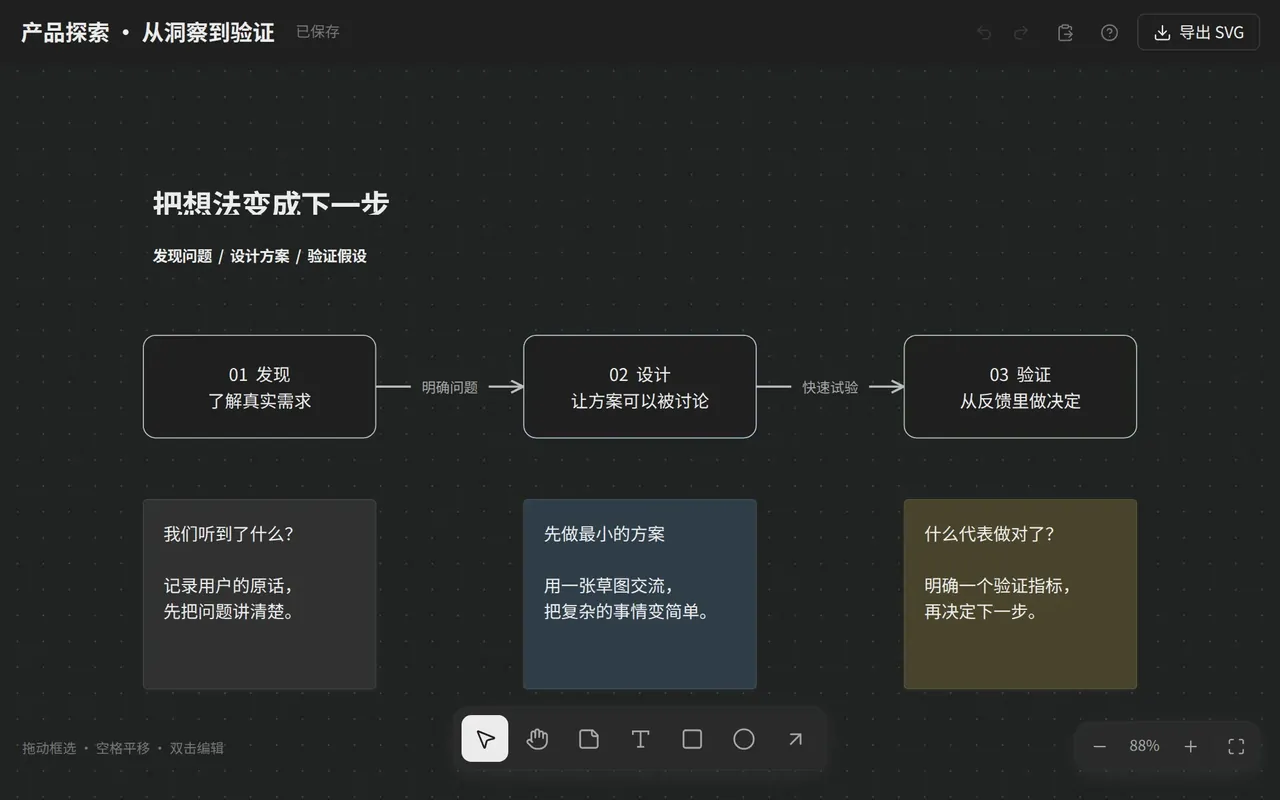 产品探索 · 从洞察到验证
已保存
导出 SVG
把想法变成下一步
发现问题 / 设计方案 / 验证假设
01 发现
了解真实需求
明确问题
02 设计
让方案可以被讨论
快速试验
03 验证
从反馈里做决定
我们听到了什么？
记录用户的原话，
先把问题讲清楚。
先做最小的方案
用一张草图交流，
把复杂的事情变简单。
什么代表做对了？
明确一个验证指标，
再决定下一步。
拖动框选 · 空格平移 · 双击编辑
88%